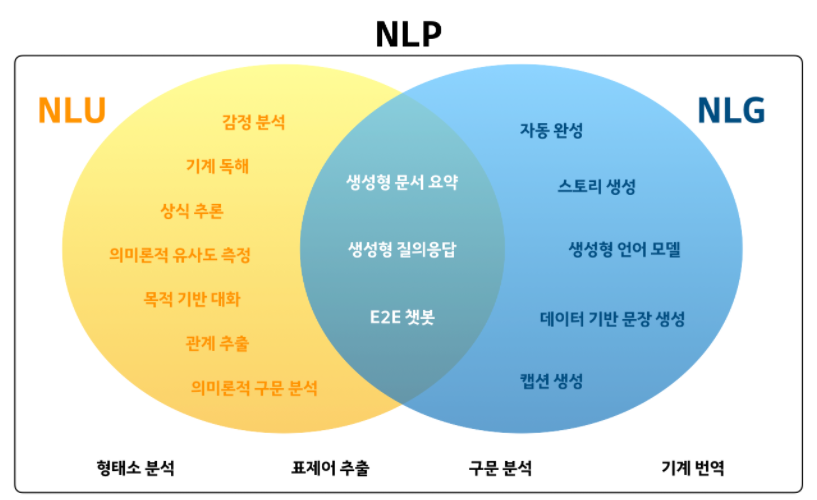 NLP
NLU
감정 분석
기계 독해
상식 추론
의미론적 유사도 측정
목적 기반 대화
관계 추출
의미론적 구문 분석
생성형 문서 요약
생성형 질의응답
E2E 챗봇
NLG
자동 완성
스토리 생성
생성형 언어 모델
데이터 기반 문장 생성
캡션 생성
형태소 분석 표제어 추출 구문 분석 기계 번역